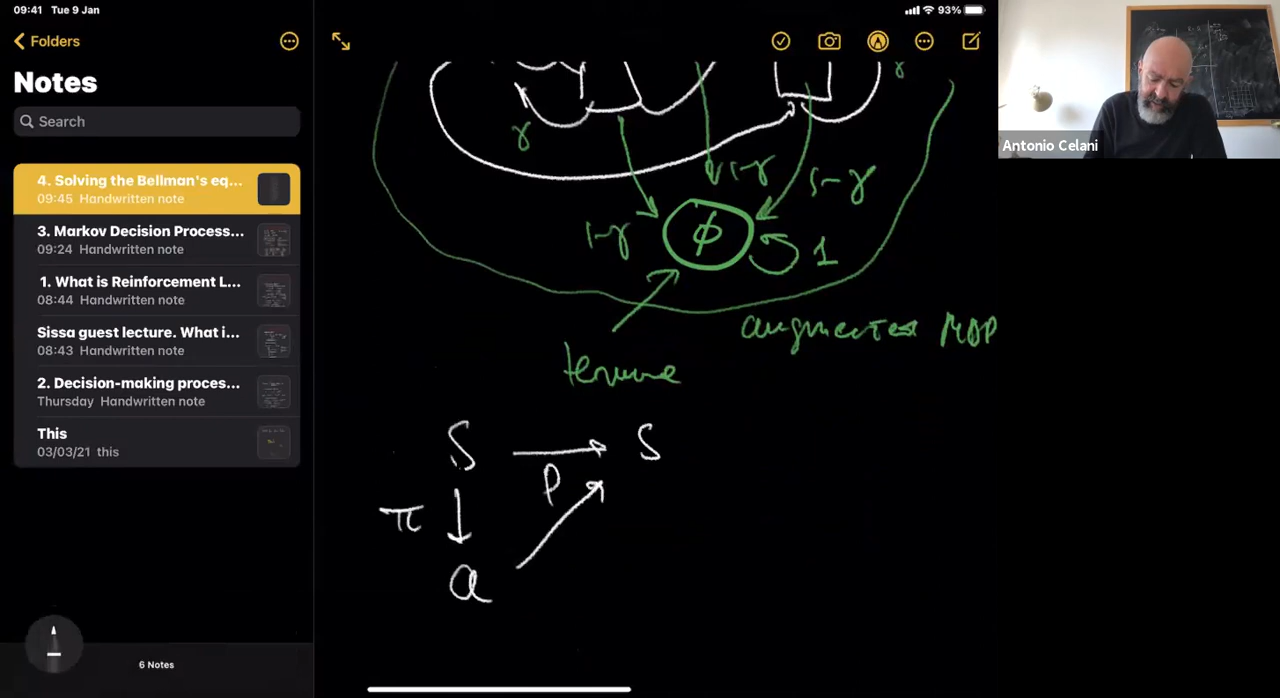 09:41 Tue 9 Jan
93%
Folders
Notes
Search
4. Solving the Bellman's eq...
09:45 Handwritten note
3. Markov Decision Process...
09:24 Handwritten note
1. What is Reinforcement L...
08:44 Handwritten note
Sissa guest lecture. What i...
08:43 Handwritten note
2. Decision-making proces...
Thursday Handwritten note
This
03/03/21 this
6 Notes
Antonio Celani
γ
γ
1-γ
1-γ
1-γ
ϕ
1
augmented MDP
S
S
p
π
a